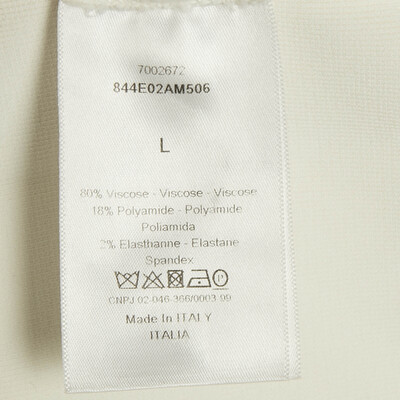 7002672
844E02AM506
L
80% Viscose - Viscose - Viscose
18% Polyamide - Polyamide
Poliamida
2% Elasthanne - Elastane
Spandex
P
CNPJ 02-046-366/0003-99
Made In ITALY
ITALIA